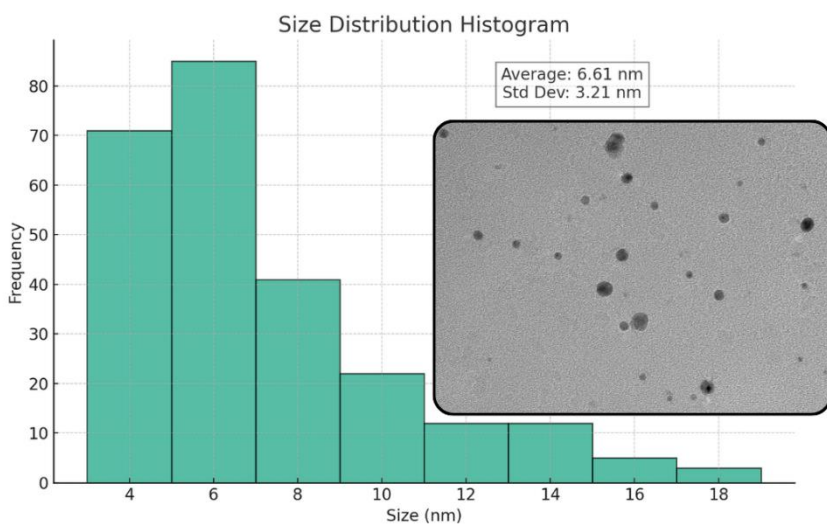 Size Distribution Histogram
Average: 6.61 nm
Std Dev: 3.21 nm
Frequency
80
70
60
50
40
30
20
10
0
4 6 8 10 12 14 16 18
Size (nm)